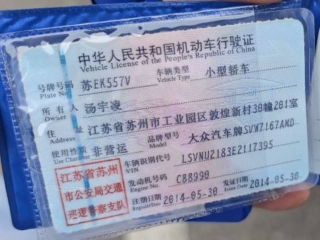 中华人民共和国机动车行驶证
Vehicle License of the People's Republic of China
号牌号码 苏EK557V 车辆类型 小型轿车
Plate No. Vehicle Type
所有人 汤宇凌
Owner
住址 江苏省苏州市工业园区敦煌新村30幢201室
使用性质 非营运 品牌型号 大众汽车牌SVW7167AMD
Use Character
江苏省苏州 车辆识别代号 LSVNU2183E2117395
VIN
市公安局交通 发动机号码 C88990
Engine No.
巡逻警察支队 注册日期 2014-05-30 发证日期 2014-05-30